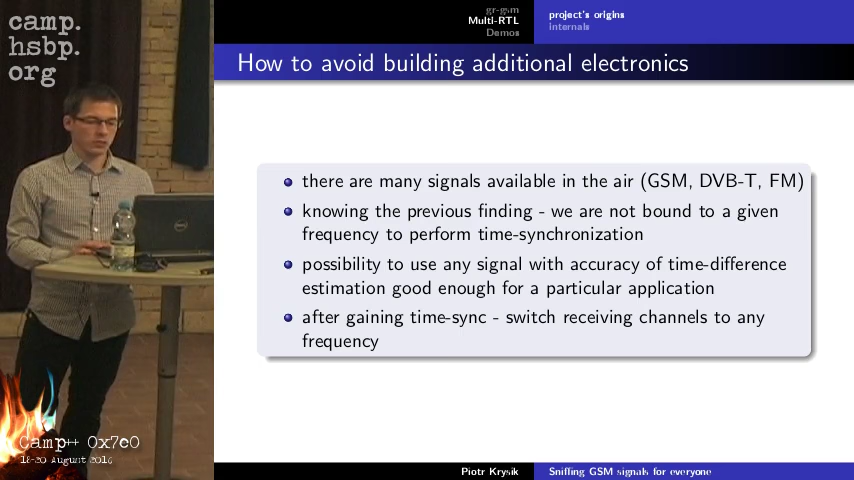 camp.
hsbp.
org
gr-gsm
Multi-RTL
Demos
project's origins
internals
How to avoid building additional electronics
there are many signals available in the air (GSM, DVB-T, FM)
knowing the previous finding - we are not bound to a given
frequency to perform time-synchronization
possibility to use any signal with accuracy of time-difference
estimation good enough for a particular application
after gaining time-sync - switch receiving channels to any
frequency
Camp++ 0x7e0
18-20 August 2016
Piotr Krysik
Sniffing GSM signals for everyone